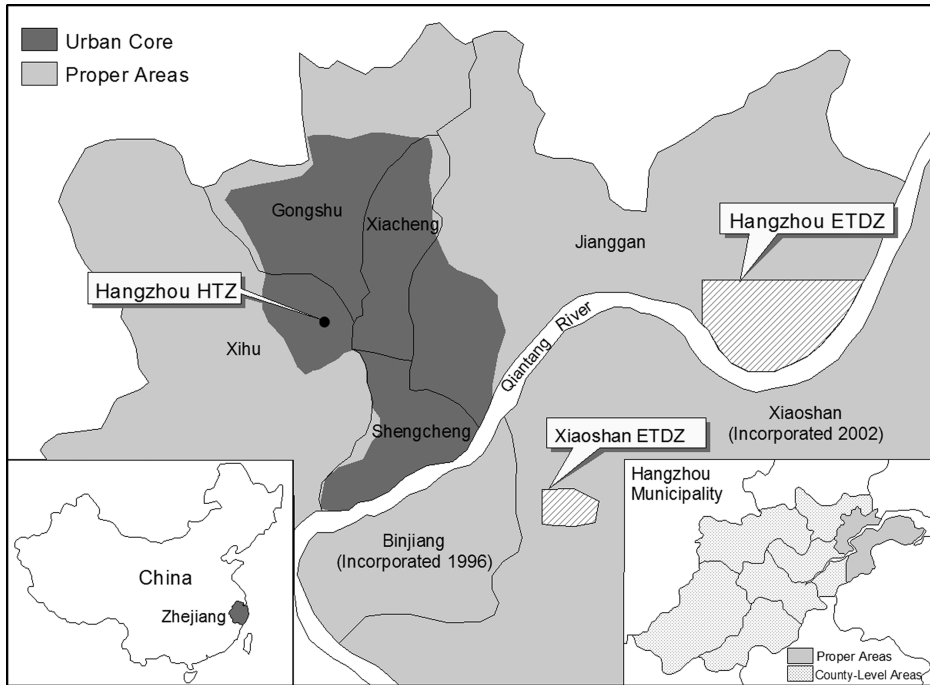 Urban Core
Proper Areas
Gongshu
Xiacheng
Jianggan
Hangzhou ETDZ
Hangzhou HTZ
Xihu
Qiantang River
Shengcheng
Xiaoshan
(Incorporated 2002)
Xiaoshan ETDZ
Binjiang
(Incorporated 1996)
China
Zhejiang
Hangzhou
Municipality
Proper Areas
County-Level Areas